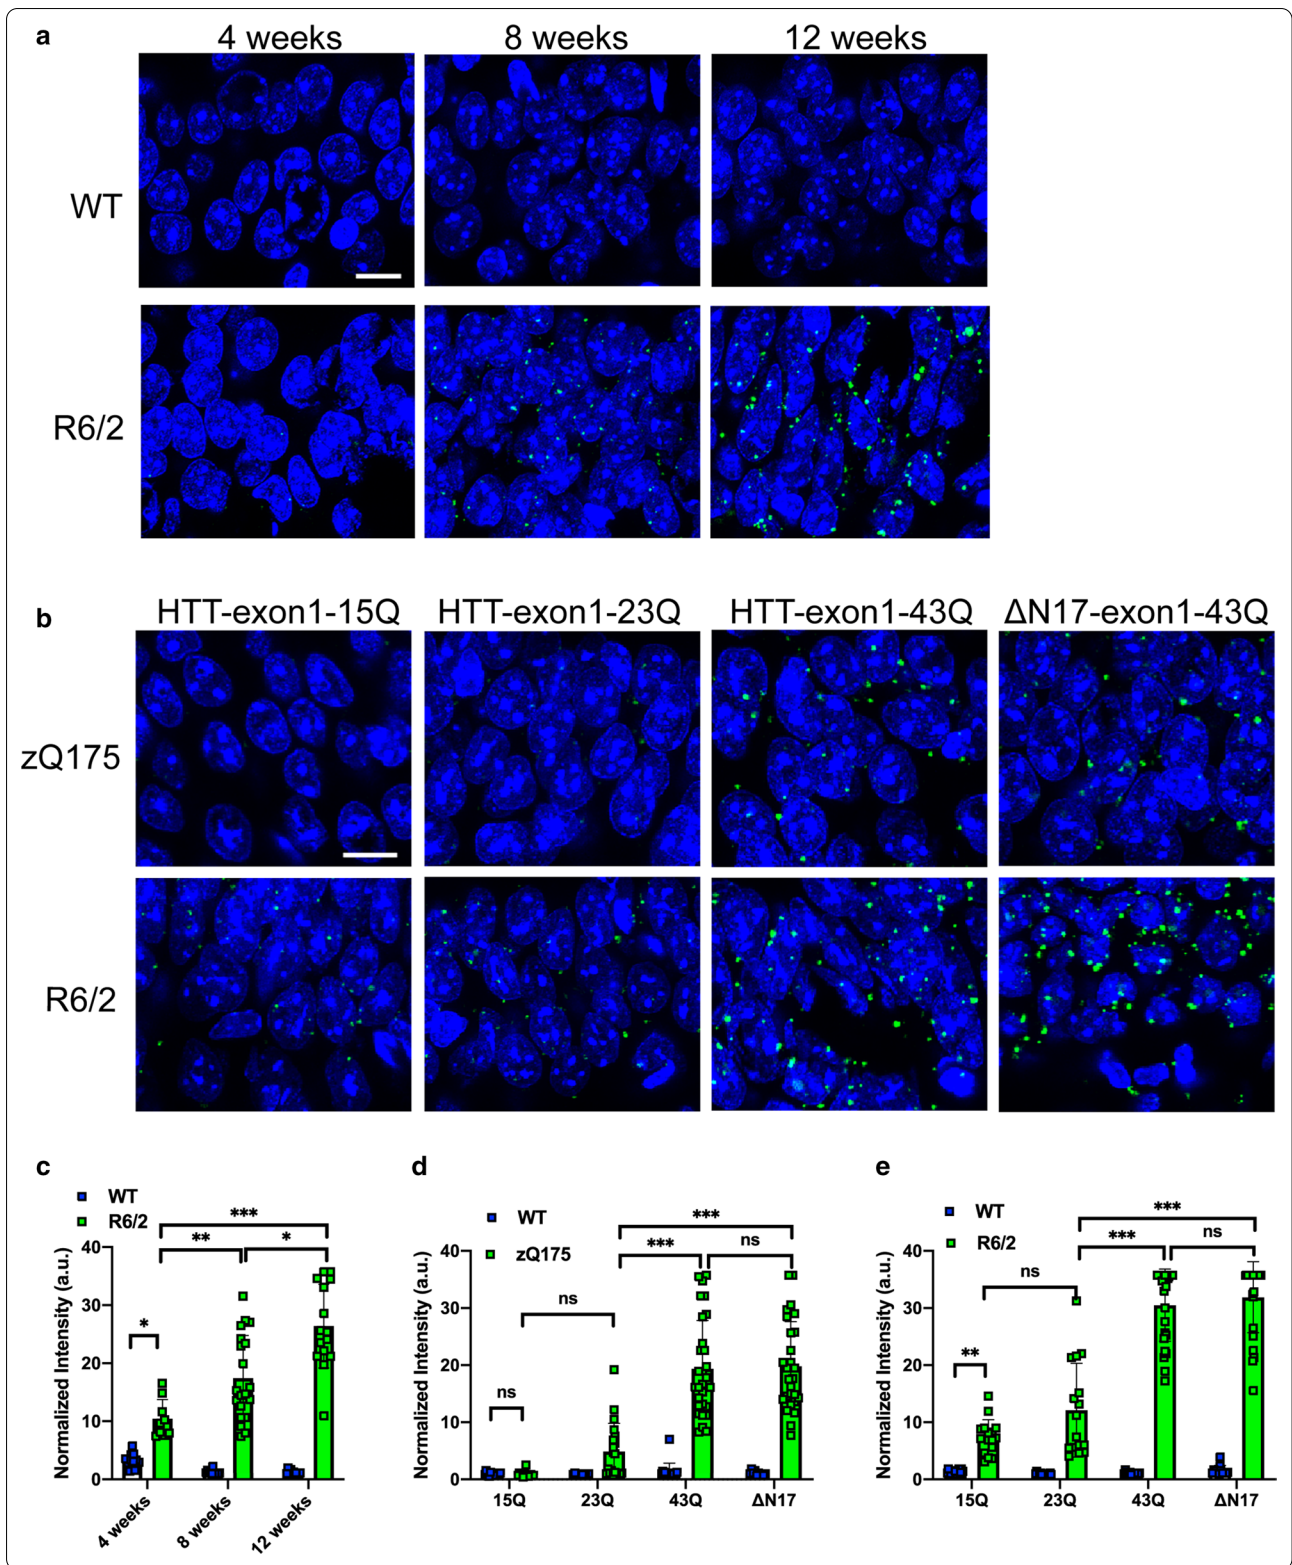 a
4 weeks 8 weeks 12 weeks
WT
R6/2
b
HTT-exon1-15Q HTT-exon1-23Q HTT-exon1-43Q ΔN17-exon1-43Q
zQ175
R6/2
c
WT
R6/2
***
** *
*
Normalized Intensity (a.u.)
40
30
20
10
0
4 weeks 8 weeks 12 weeks
d
WT
zQ175
***
*** ns
ns
ns
Normalized Intensity (a.u.)
40
30
20
10
0
15Q 23Q 43Q ΔN17
e
WT
R6/2
***
*** ns
ns
**
Normalized Intensity (a.u.)
40
30
20
10
0
15Q 23Q 43Q ΔN17